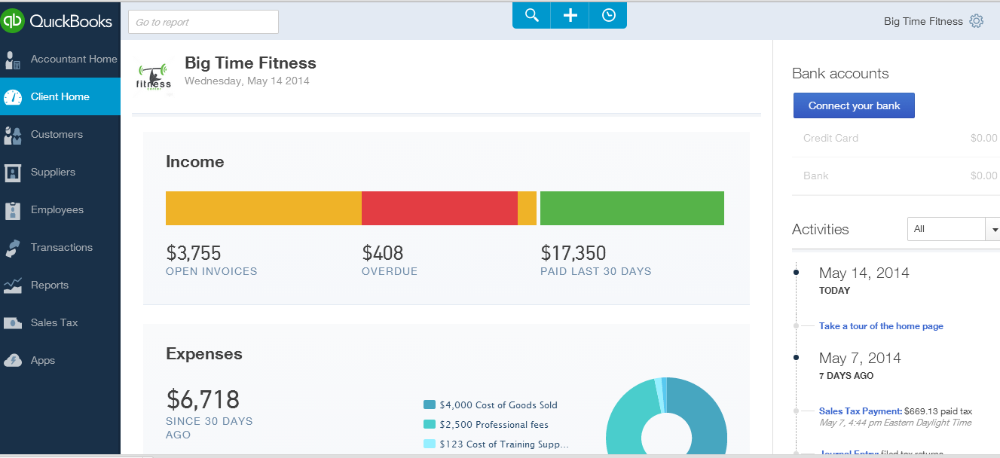 QuickBooks
Go to report
Big Time Fitness
Accountant Home
Client Home
Customers
Suppliers
Employees
Transactions
Reports
Sales Tax
Apps
fitness
center
Big Time Fitness
Wednesday, May 14 2014
Income
$3,755
OPEN INVOICES
$408
OVERDUE
$17,350
PAID LAST 30 DAYS
Expenses
$6,718
SINCE 30 DAYS
AGO
$4,000 Cost of Goods Sold
$2,500 Professional fees
$123 Cost of Training Supp...
Bank accounts
Connect your bank
Credit Card $0.00
Bank $0.00
Activities All
May 14, 2014
TODAY
Take a tour of the home page
May 7, 2014
7 DAYS AGO
Sales Tax Payment: $669.13 paid tax
May 7, 4:44 pm Eastern Daylight Time
Journal Entry: filed tax returns